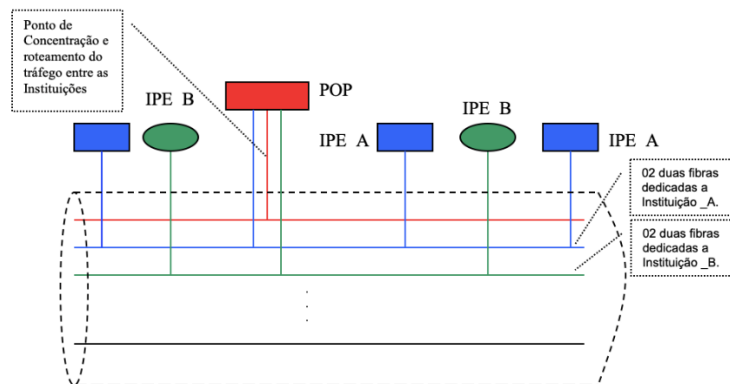 Ponto de
Concentração e
roteamento do
tráfego entre as
Instituições
IPE B
POP
IPE A
IPE B
IPE A
02 duas fibras
dedicadas a
Instituição _A.
02 duas fibras
dedicadas a
Instituição _B.